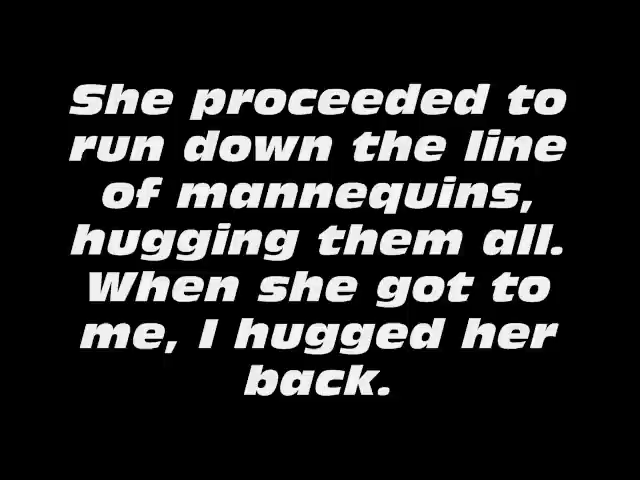 She proceeded to
run down the line
of mannequins,
hugging them all.
When she got to
me, I hugged her
back.